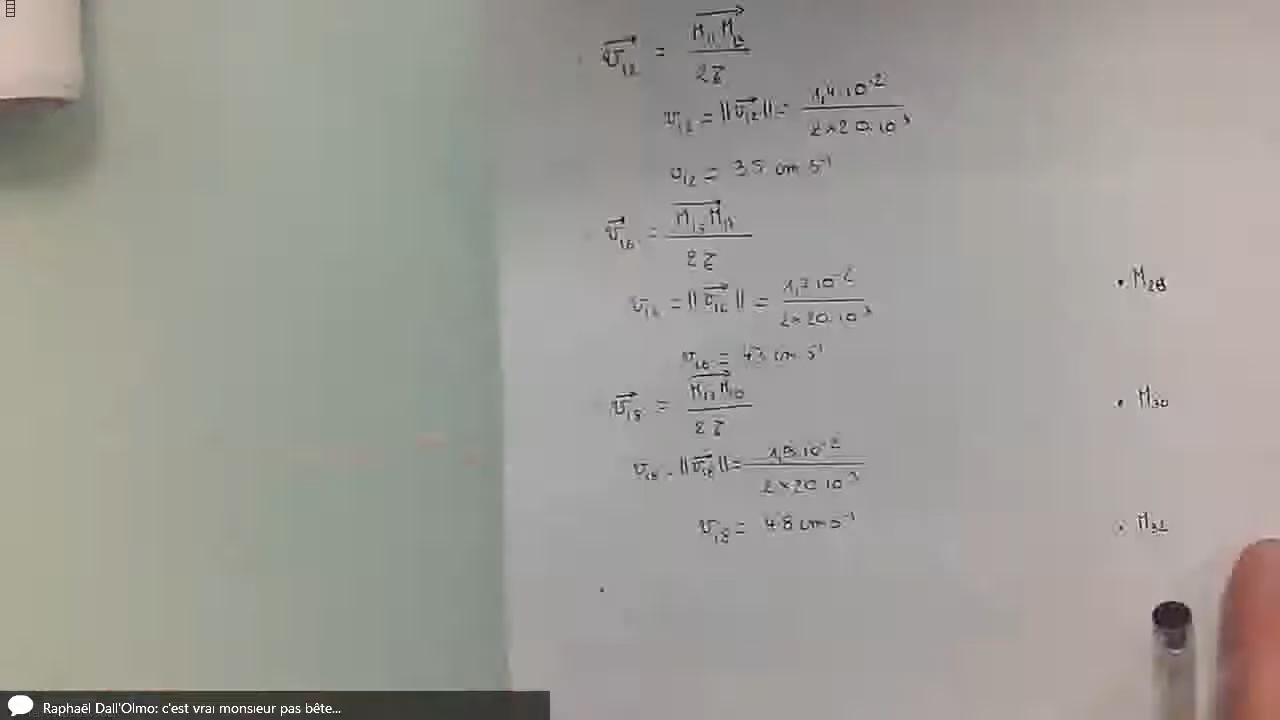 v⃗₁₂ = M₁₁M₁₃ / 2τ
v₁₂ = ||v⃗₁₂|| = 1,4.10⁻² / 2×20.10⁻³
v₁₂ = 35 cm s⁻¹
v⃗₁₆ = M₁₅M₁₇ / 2τ
v₁₆ = ||v⃗₁₆|| = 1,7.10⁻² / 2×20.10⁻³
• M₂₈
v₁₆ = 43 cm s⁻¹
v⃗₁₈ = M₁₇M₁₉ / 2τ
• M₃₀
v₁₈ = ||v⃗₁₈|| = 1,9.10⁻² / 2×20.10⁻³
v₁₈ = 48 cm s⁻¹
• M₃₂
Raphaël Dall'Olmo: c'est vrai monsieur pas bête...